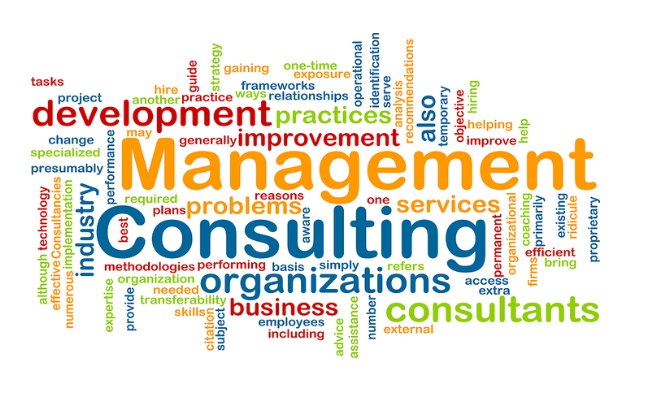 tasks
project
hire
another
practice
guide
strategy
gaining
ways
one-time
exposure
frameworks
relationships
operational
identification
serve
analysis
recommendations
also
temporary
objective
hiring
helping
improve
help
development
practices
change
specialized
presumably
performance
may
generally
improvement
Management
required
plans
problems
reasons
one
services
although
technology
effective
Consultancies
numerous
implementation
industry
best
Consulting
aware
permanent
organizational
coaching
primarily
existing
ridicule
proprietary
firms
efficient
bring
methodologies
performing
basis
simply
refers
access
extra
organization
organizations
needed
transferability
expertise
provide
skills
citation
subject
business
employees
including
advice
assistance
number
consultants
external